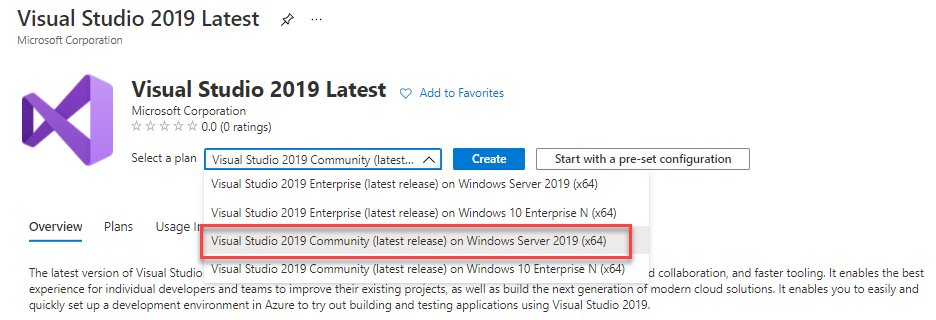 Visual Studio 2019 Latest
Microsoft Corporation
Visual Studio 2019 Latest
Add to Favorites
Microsoft Corporation
0.0 (0 ratings)
Select a plan
Visual Studio 2019 Community (latest...
Create
Start with a pre-set configuration
Visual Studio 2019 Enterprise (latest release) on Windows Server 2019 (x64)
Visual Studio 2019 Enterprise (latest release) on Windows 10 Enterprise N (x64)
Visual Studio 2019 Community (latest release) on Windows Server 2019 (x64)
Visual Studio 2019 Community (latest release) on Windows 10 Enterprise N (x64)
Overview Plans Usage In
The latest version of Visual Studio d collaboration, and faster tooling. It enables the best
experience for individual developers and teams to improve their existing projects, as well as build the next generation of modern cloud solutions. It enables you to easily and
quickly set up a development environment in Azure to try out building and testing applications using Visual Studio 2019.